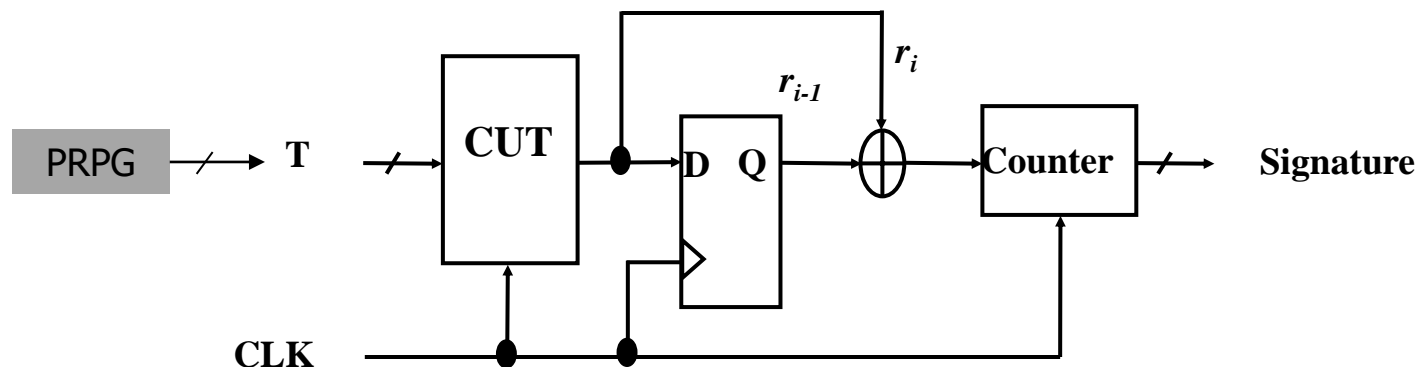 r_i
r_{i-1}
PRPG
T
CUT
D Q
Counter
Signature
CLK